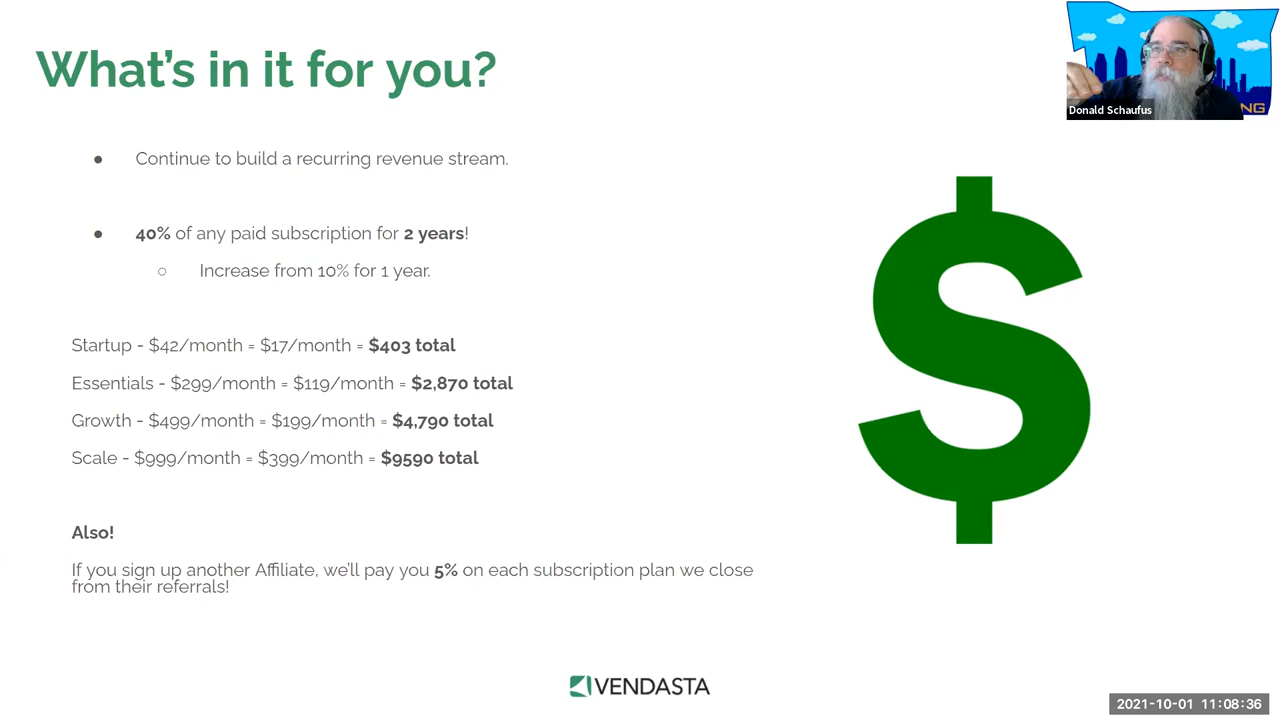 What's in it for you?
Donald Schaufus
NG
● Continue to build a recurring revenue stream.
● 40% of any paid subscription for 2 years!
○ Increase from 10% for 1 year.
Startup - $42/month = $17/month = $403 total
Essentials - $299/month = $119/month = $2,870 total
Growth - $499/month = $199/month = $4,790 total
Scale - $999/month = $399/month = $9590 total
$
Also!
If you sign up another Affiliate, we'll pay you 5% on each subscription plan we close
from their referrals!
VENDASTA
2021-10-01 11:08:36